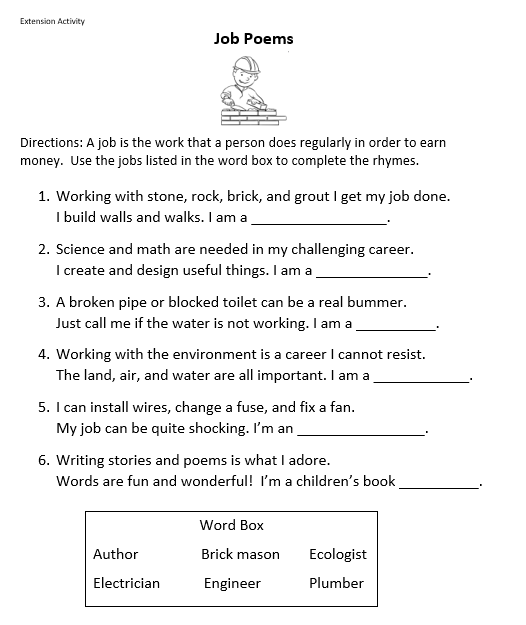 Extension Activity
Job Poems
Directions: A job is the work that a person does regularly in order to earn
money. Use the jobs listed in the word box to complete the rhymes.
1. Working with stone, rock, brick, and grout I get my job done.
I build walls and walks. I am a __________________.
2. Science and math are needed in my challenging career.
I create and design useful things. I am a _______________.
3. A broken pipe or blocked toilet can be a real bummer.
Just call me if the water is not working. I am a ___________.
4. Working with the environment is a career I cannot resist.
The land, air, and water are all important. I am a _____________.
5. I can install wires, change a fuse, and fix a fan.
My job can be quite shocking. I'm an _________________.
6. Writing stories and poems is what I adore.
Words are fun and wonderful! I'm a children's book ___________.
Word Box
Author Brick mason Ecologist
Electrician Engineer Plumber